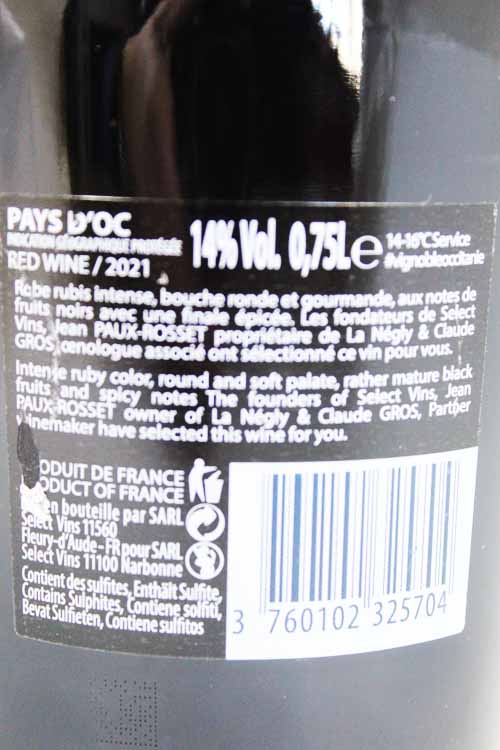 PAYS D'OC
INDICATION GÉOGRAPHIQUE PROTÉGÉE
RED WINE / 2021
14% Vol. 0,75L e
14-16°C Service
#vignobleoccitanie
Robe rubis intense, bouche ronde et gourmande, aux notes de
fruits noirs avec une finale épicée. Les fondateurs de Select
Vins, Jean PAUX-ROSSET propriétaire de La Négly & Claude
GROS, œnologue associé ont sélectionné ce vin pour vous.
Intense ruby color, round and soft palate, rather mature black
fruits and spicy notes The founders of Select Vins, Jean
PAUX-ROSSET owner of La Négly & Claude GROS, Partner
Winemaker have selected this wine for you.
PRODUIT DE FRANCE
PRODUCT OF FRANCE
en bouteille par SARL
Select Vins 11560
Fleury-d'Aude - FR pour SARL
Select Vins 11100 Narbonne
Contient des sulfites, Enthält Sulfite,
Contains Sulphites, Contiene solfiti,
Bevat Sulfieten, Contiene sulfitos
3 760102 325704